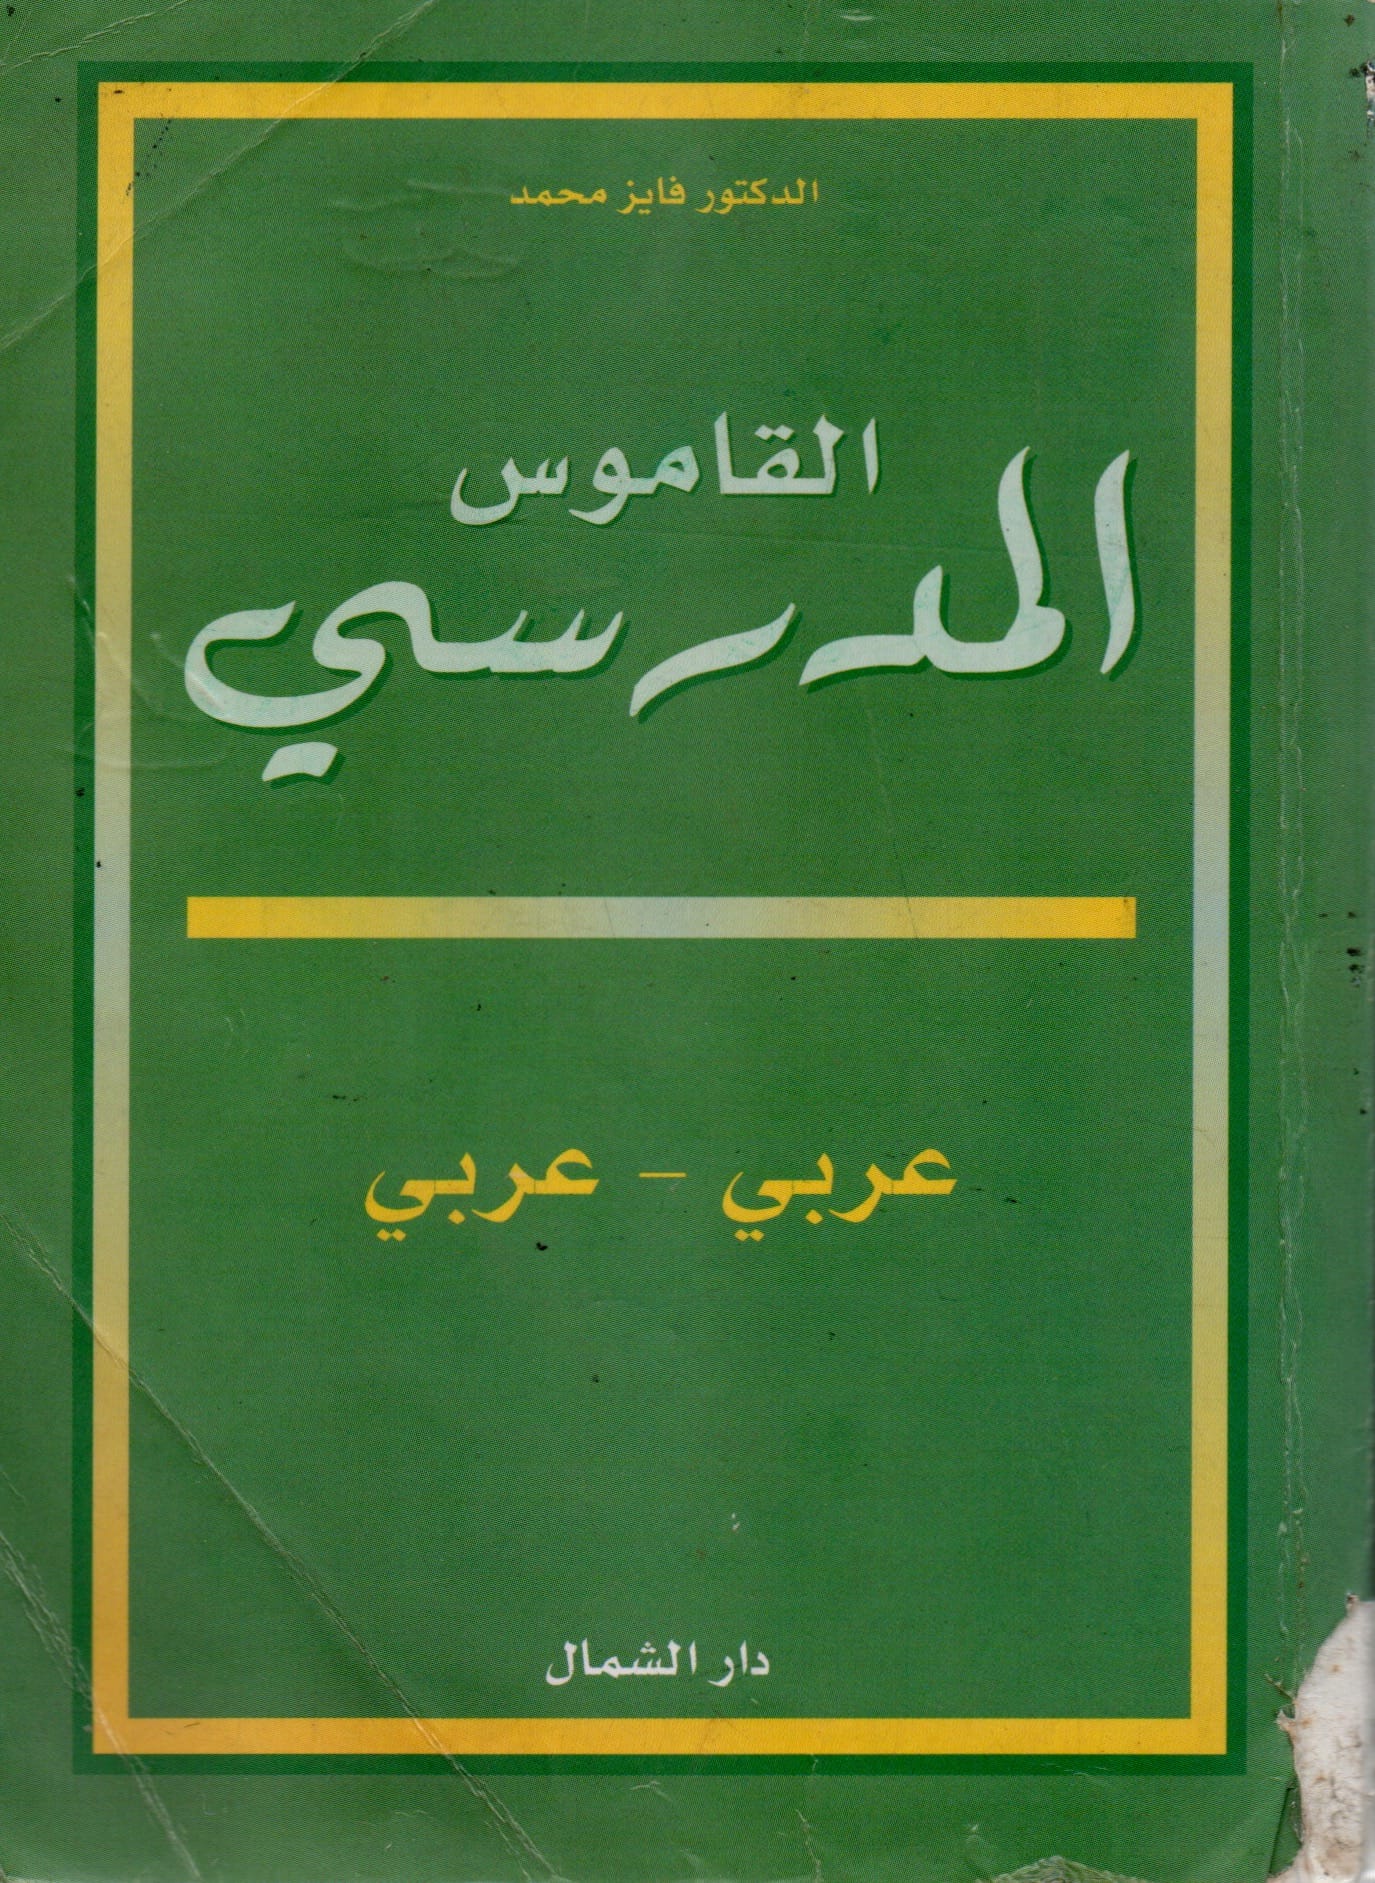 الدكتور فايز محمد
القاموس
المدرسي
عربي - عربي
دار الشمال